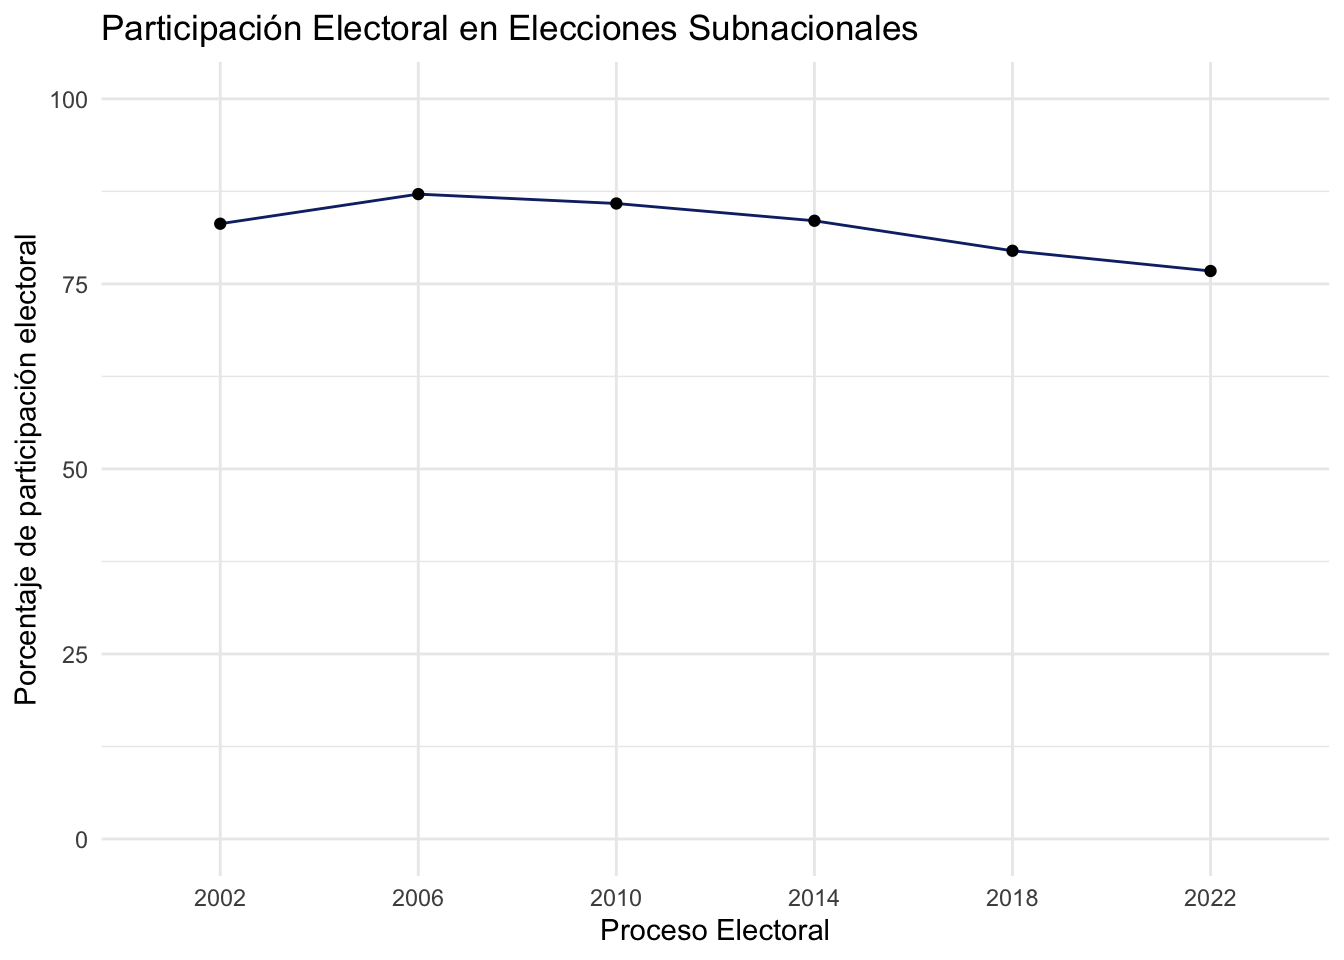 Participación Electoral en Elecciones Subnacionales
Porcentaje de participación electoral
100
75
50
25
0
2002 2006 2010 2014 2018 2022
Proceso Electoral